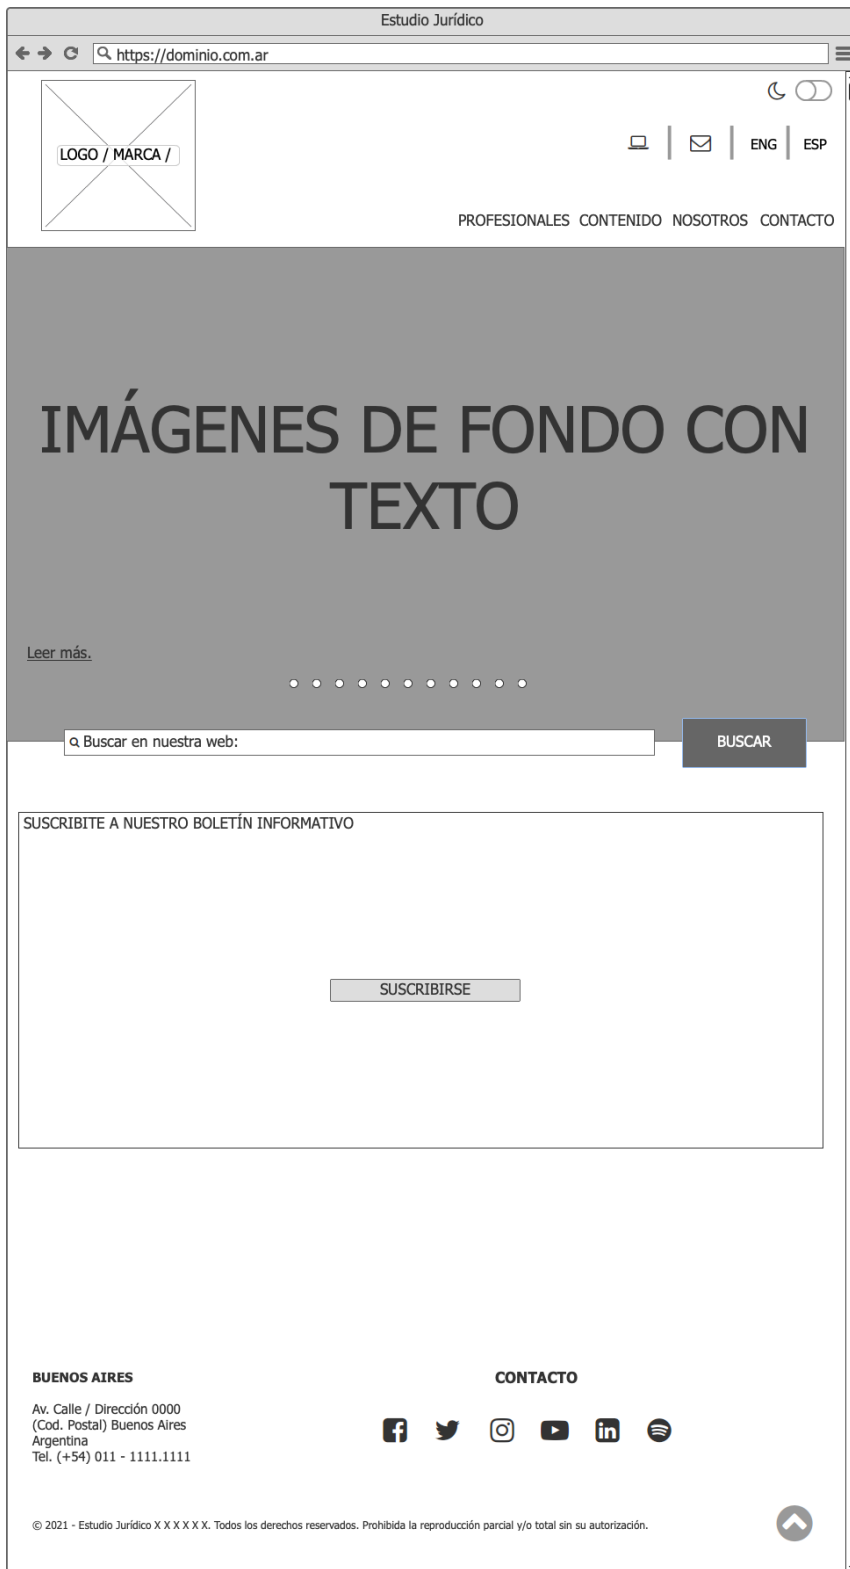 Estudio Jurídico
https://dominio.com.ar
LOGO / MARCA /
ENG
ESP
PROFESIONALES CONTENIDO NOSOTROS CONTACTO
IMÁGENES DE FONDO CON
TEXTO
Leer más.
Buscar en nuestra web:
BUSCAR
SUSCRIBITE A NUESTRO BOLETÍN INFORMATIVO
SUSCRIBIRSE
BUENOS AIRES
Av. Calle / Dirección 0000
(Cod. Postal) Buenos Aires
Argentina
Tel. (+54) 011 - 1111.1111
CONTACTO
© 2021 - Estudio Jurídico X X X X X X. Todos los derechos reservados. Prohibida la reproducción parcial y/o total sin su autorización.